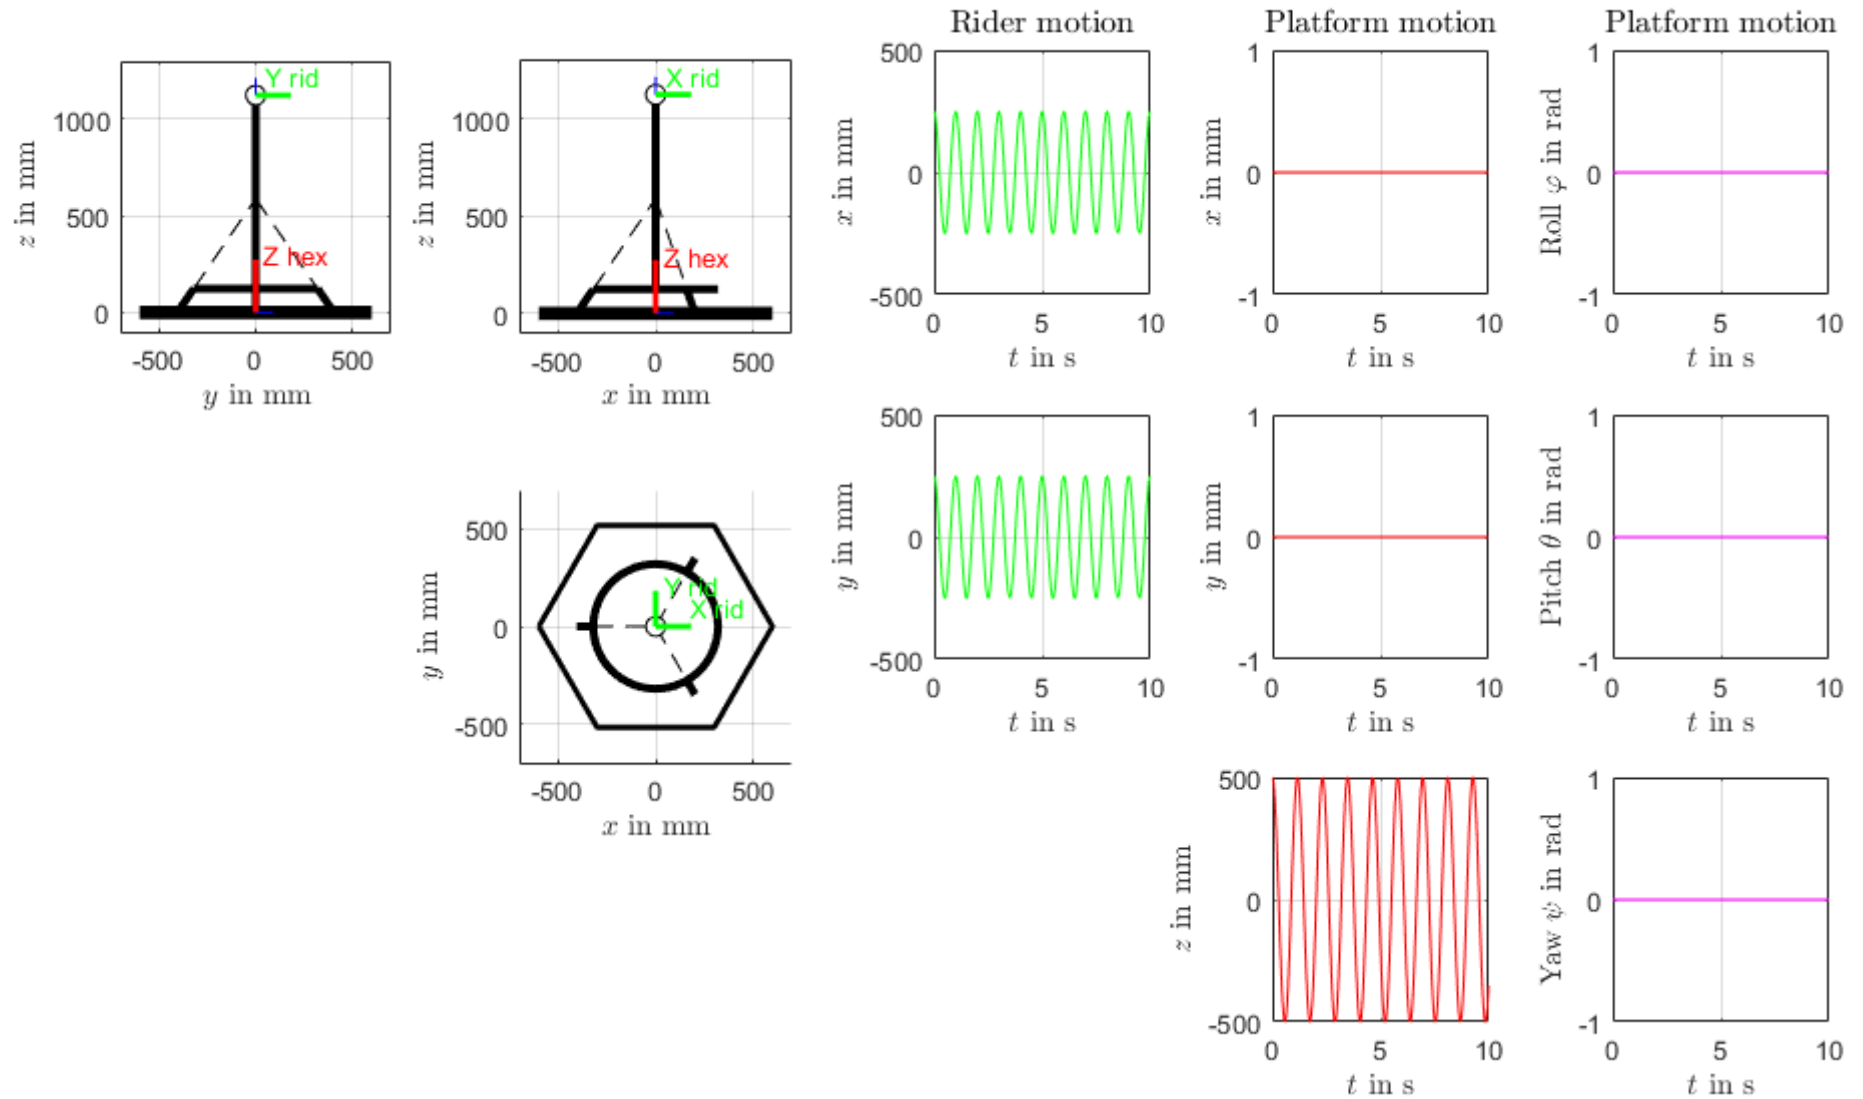 Rider motion
Platform motion
Platform motion
Y rid
Z hex
1000
500
0
-500
0
500
z in mm
y in mm
X rid
Z hex
1000
500
0
-500
0
500
z in mm
x in mm
500
0
-500
0
5
10
x in mm
t in s
1
0
-1
0
5
10
x in mm
t in s
1
0
-1
0
5
10
Roll φ in rad
t in s
Y rid
X rid
500
0
-500
-500
0
500
y in mm
x in mm
500
0
-500
0
5
10
y in mm
t in s
1
0
-1
0
5
10
y in mm
t in s
1
0
-1
0
5
10
Pitch θ in rad
t in s
500
0
-500
0
5
10
z in mm
t in s
1
0
-1
0
5
10
Yaw ψ in rad
t in s